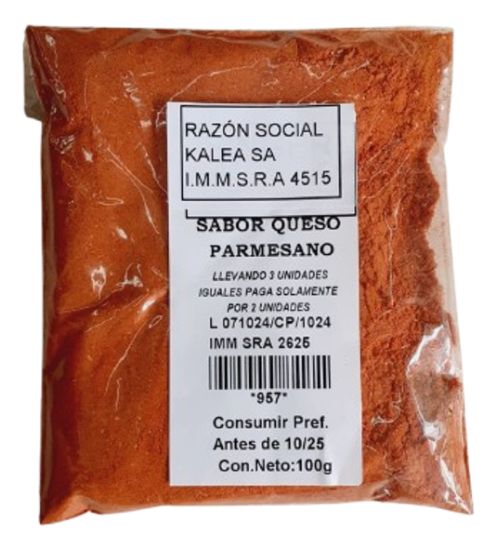 RAZÓN SOCIAL
KALEA SA
I.M.M.S.R.A 4515
SABOR QUESO
PARMESANO
LLEVANDO 3 UNIDADES
IGUALES PAGA SOLAMENTE
POR 2 UNIDADES
L 071024/CP/1024
IMM SRA 2625
*957*
Consumir Pref.
Antes de 10/25
Con.Neto:100g